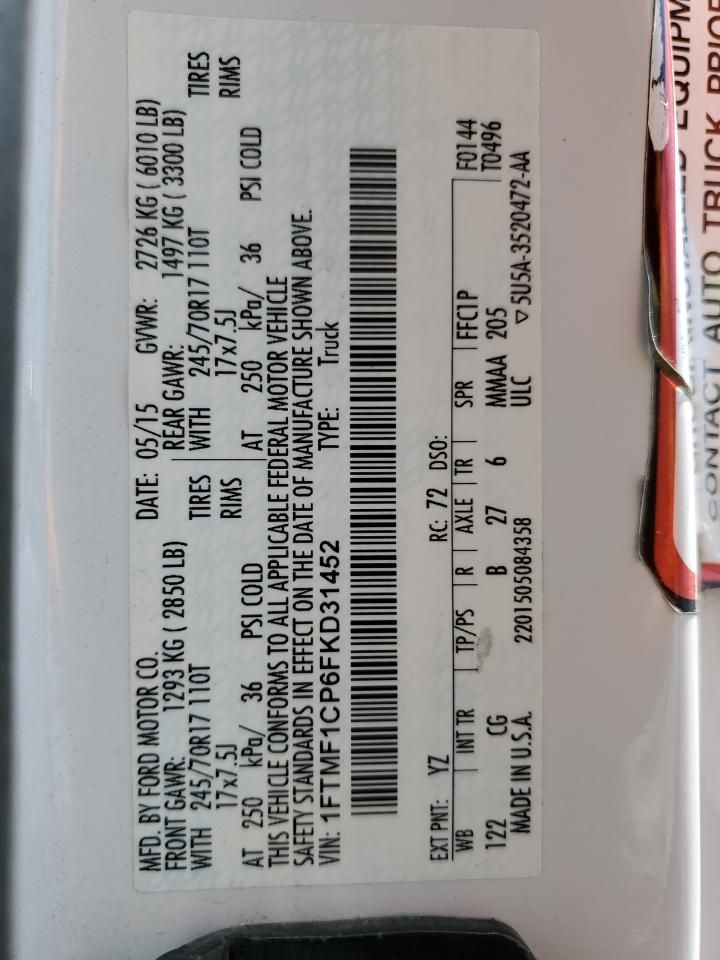 MFD. BY FORD MOTOR CO.
DATE: 05/15 GVWR: 2726 KG ( 6010 LB)
FRONT GAWR: 1293 KG ( 2850 LB)
REAR GAWR: 1497 KG ( 3300 LB)
WITH 245/70R17 110T TIRES
WITH 245/70R17 110T TIRES
17x7.5J RIMS
17x7.5J RIMS
AT 250 kPa/ 36 PSI COLD
AT 250 kPa/ 36 PSI COLD
THIS VEHICLE CONFORMS TO ALL APPLICABLE FEDERAL MOTOR VEHICLE
SAFETY STANDARDS IN EFFECT ON THE DATE OF MANUFACTURE SHOWN ABOVE.
VIN: 1FTMF1CP6FKD31452 TYPE: Truck
EXT PNT: YZ RC: 72 DSO:
WB INT TR TP/PS R AXLE TR SPR FFC1P F0144
122 CG B 27 6 MMAA 205 T0496
MADE IN U.S.A. 2201505084358 ULC ▽5U5A-3520472-AA
EQUIPM
CONTACT AUTO TRUCK PRIOR